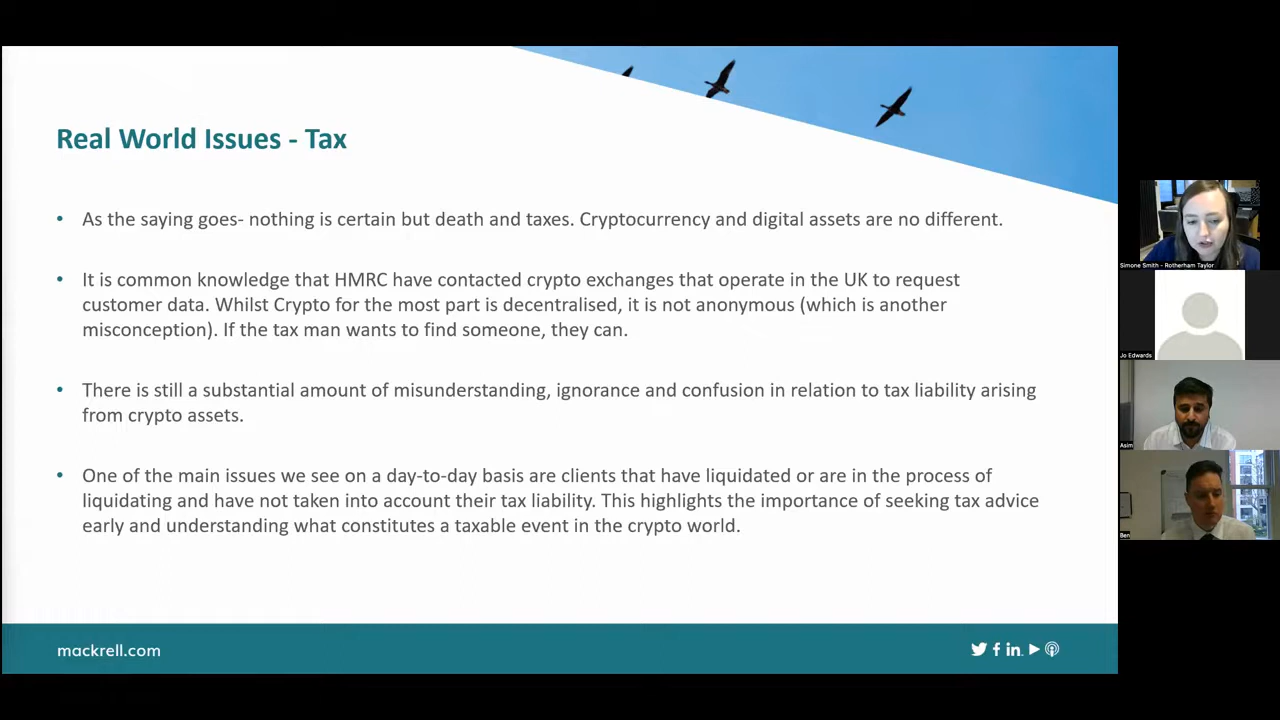 Real World Issues - Tax
• As the saying goes- nothing is certain but death and taxes. Cryptocurrency and digital assets are no different.
• It is common knowledge that HMRC have contacted crypto exchanges that operate in the UK to request
customer data. Whilst Crypto for the most part is decentralised, it is not anonymous (which is another
misconception). If the tax man wants to find someone, they can.
• There is still a substantial amount of misunderstanding, ignorance and confusion in relation to tax liability arising
from crypto assets.
• One of the main issues we see on a day-to-day basis are clients that have liquidated or are in the process of
liquidating and have not taken into account their tax liability. This highlights the importance of seeking tax advice
early and understanding what constitutes a taxable event in the crypto world.
mackrell.com
Simone Smith - Rotherham Taylor
Jo Edwards
Asim
Ben